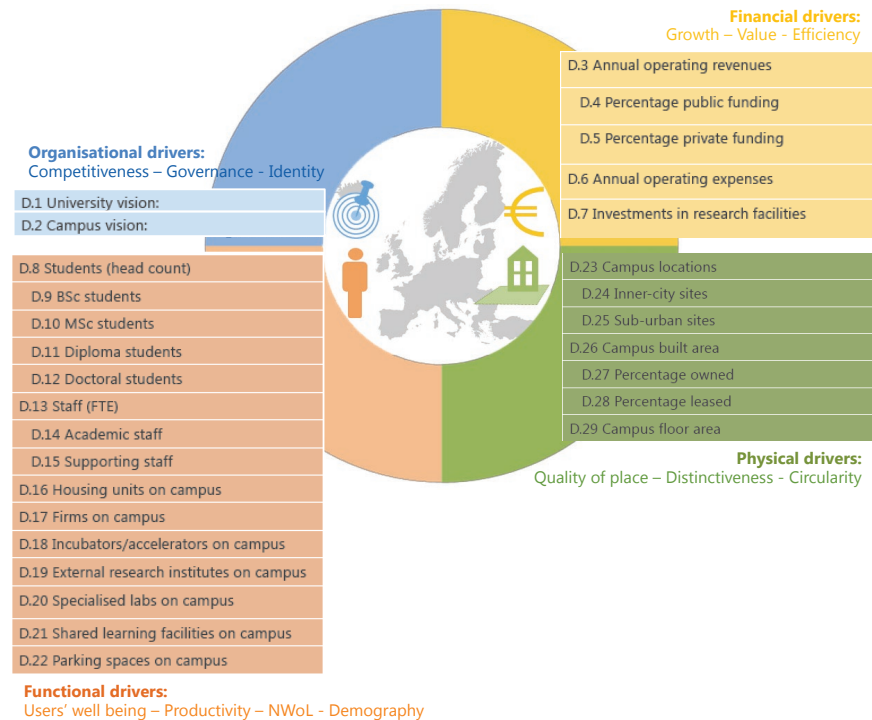 Financial drivers:
Growth – Value - Efficiency
D.3 Annual operating revenues
D.4 Percentage public funding
D.5 Percentage private funding
D.6 Annual operating expenses
D.7 Investments in research facilities
Organisational drivers:
Competitiveness – Governance - Identity
D.1 University vision:
D.2 Campus vision:
D.8 Students (head count)
D.9 BSc students
D.10 MSc students
D.11 Diploma students
D.12 Doctoral students
D.13 Staff (FTE)
D.14 Academic staff
D.15 Supporting staff
D.16 Housing units on campus
D.17 Firms on campus
D.18 Incubators/accelerators on campus
D.19 External research institutes on campus
D.20 Specialised labs on campus
D.21 Shared learning facilities on campus
D.22 Parking spaces on campus
Functional drivers:
Users' well being – Productivity – NWoL - Demography
D.23 Campus locations
D.24 Inner-city sites
D.25 Sub-urban sites
D.26 Campus built area
D.27 Percentage owned
D.28 Percentage leased
D.29 Campus floor area
Physical drivers:
Quality of place – Distinctiveness - Circularity